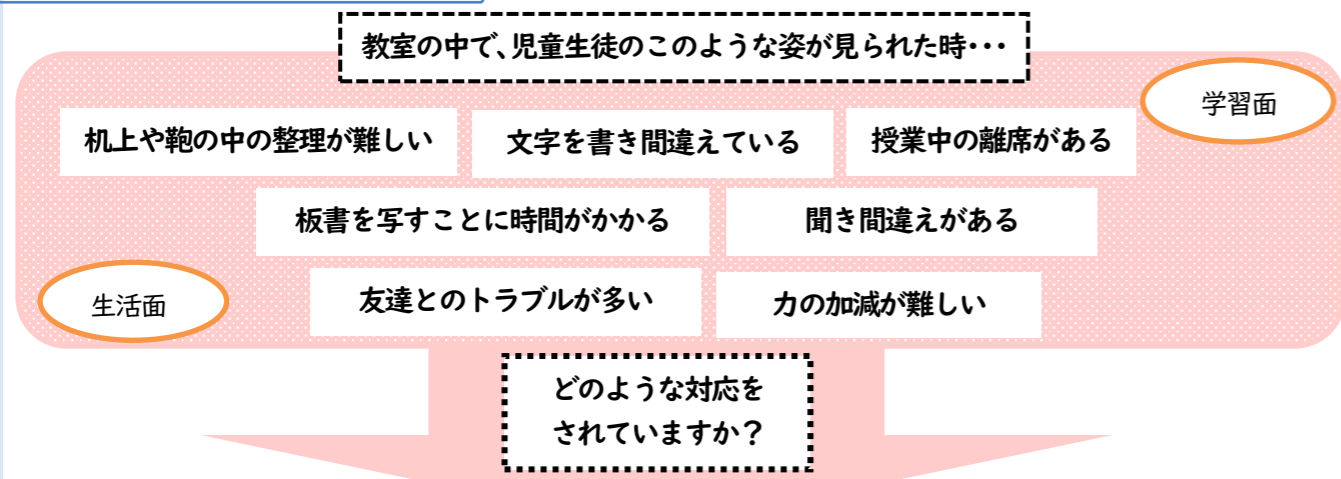 教室の中で、児童生徒のこのような姿が見られた時･･･
学習面
机上や鞄の中の整理が難しい
文字を書き間違えている
授業中の離席がある
板書を写すことに時間がかかる
聞き間違えがある
生活面
友達とのトラブルが多い
力の加減が難しい
どのような対応を
されていますか？